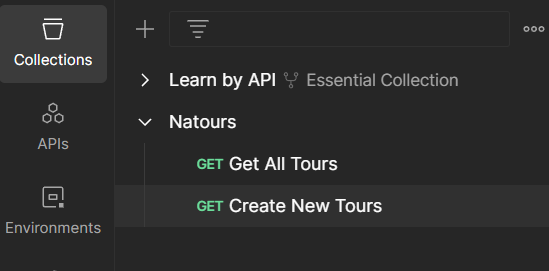 Collections
APIs
Environments
Learn by API Essential Collection
Natours
GET Get All Tours
GET Create New Tours